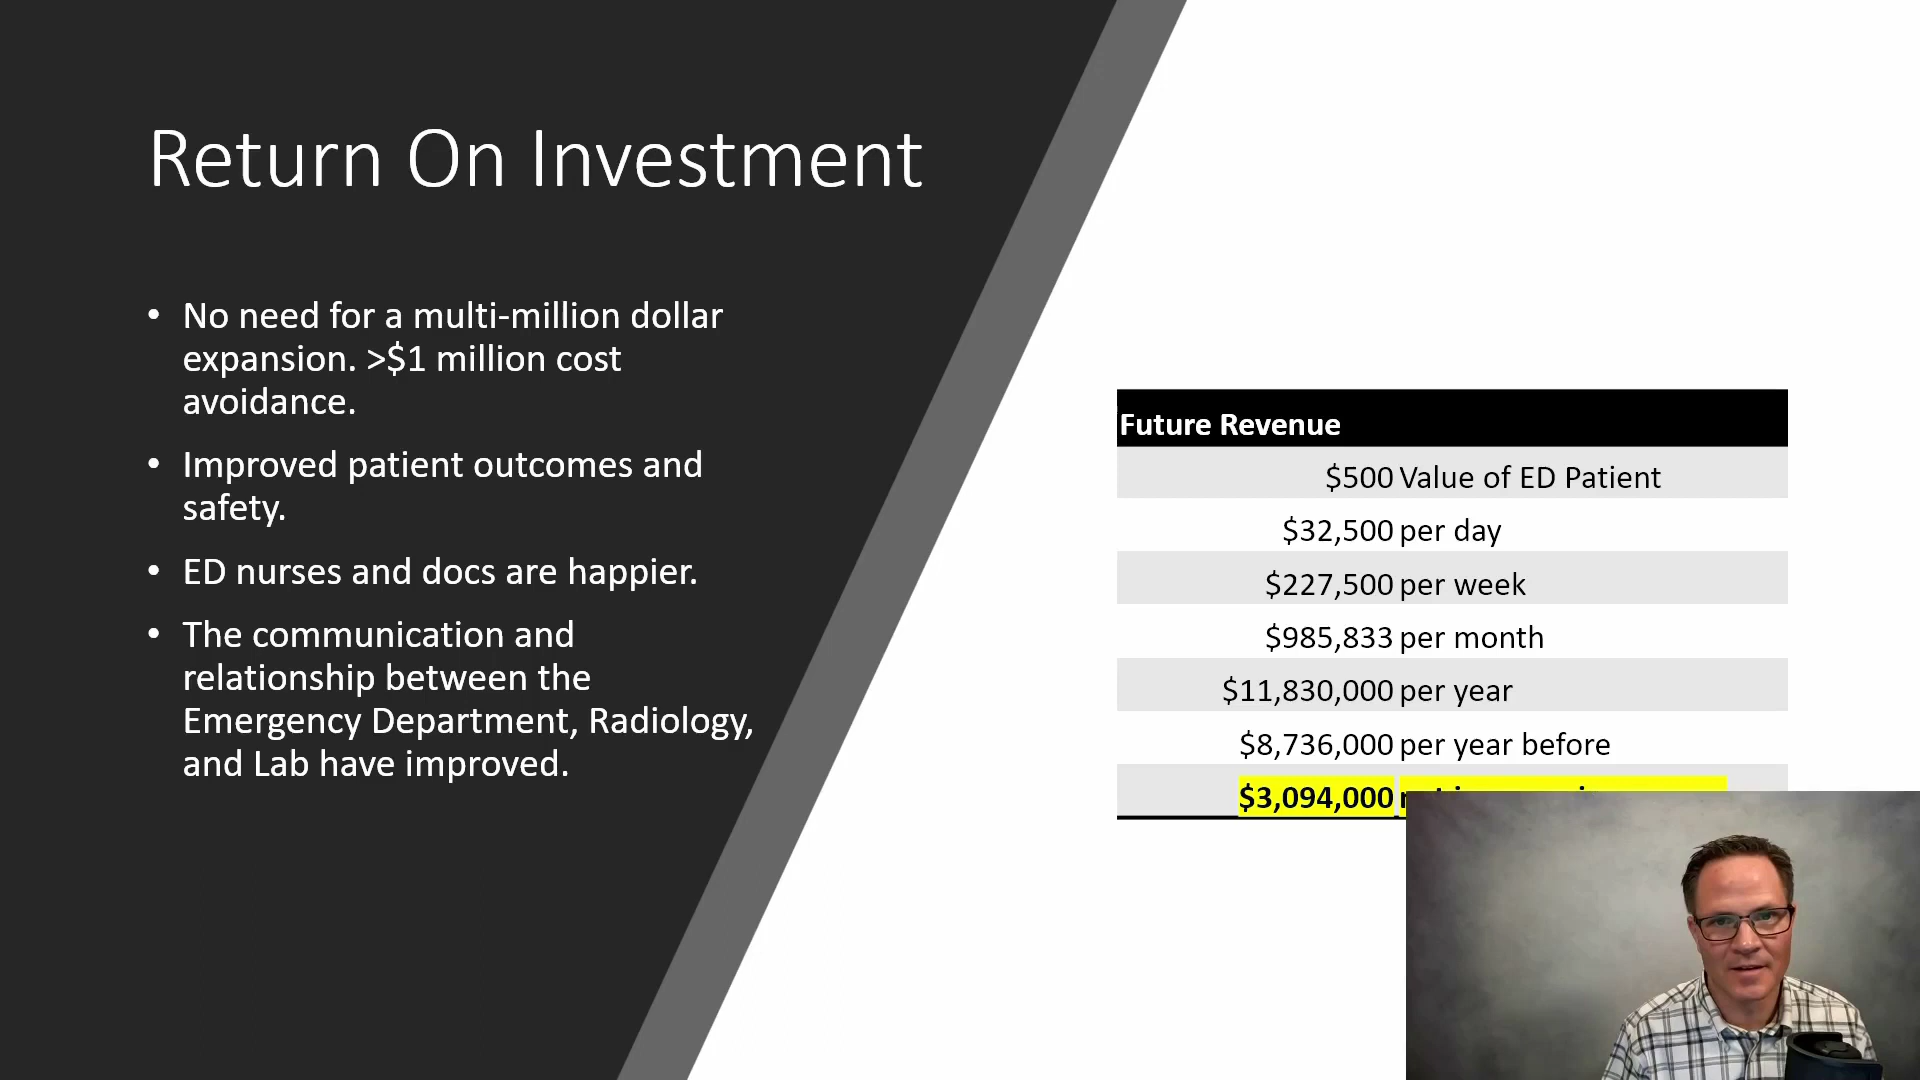 Return On Investment
• No need for a multi-million dollar
expansion. >$1 million cost
avoidance.
• Improved patient outcomes and
safety.
• ED nurses and docs are happier.
• The communication and
relationship between the
Emergency Department, Radiology,
and Lab have improved.
Future Revenue
$500 Value of ED Patient
$32,500 per day
$227,500 per week
$985,833 per month
$11,830,000 per year
$8,736,000 per year before
$3,094,000